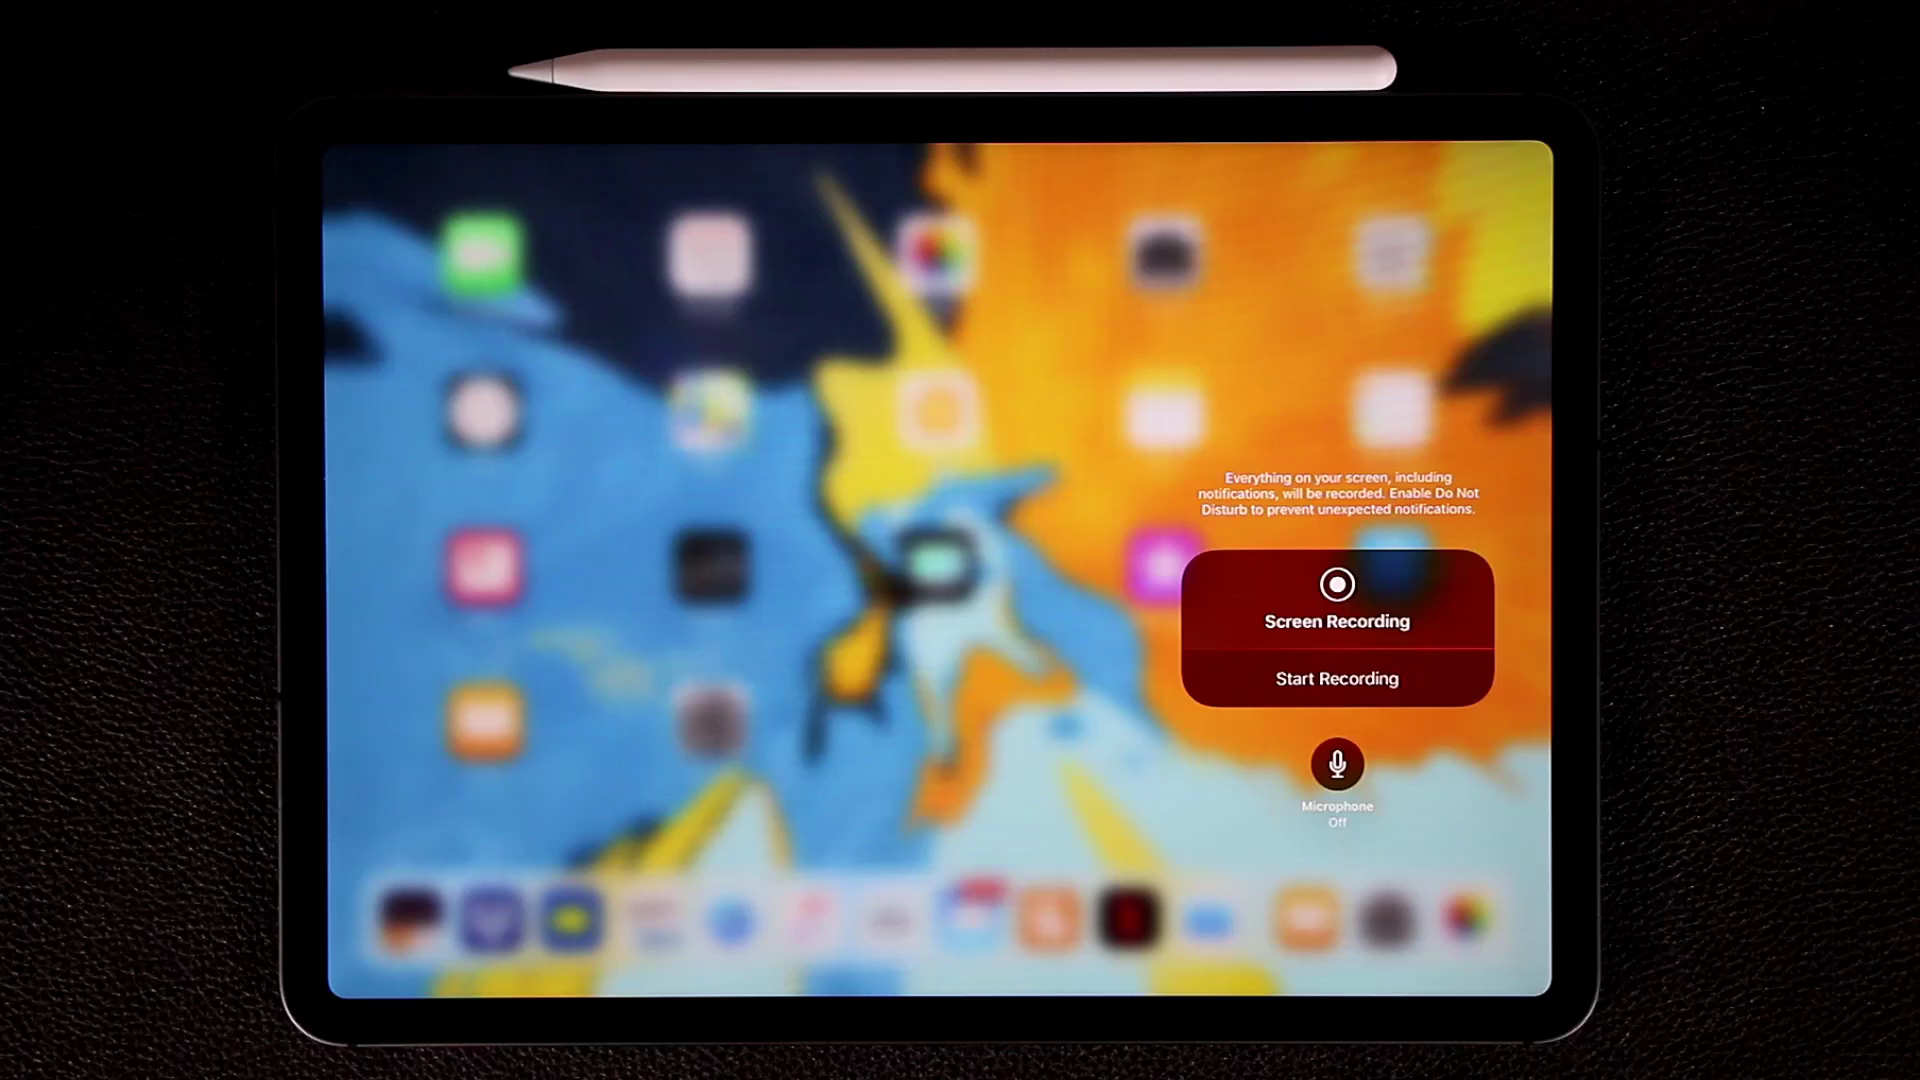 Everything on your screen, including
notifications, will be recorded. Enable Do Not
Disturb to prevent unexpected notifications.
Screen Recording
Start Recording
Microphone
Off